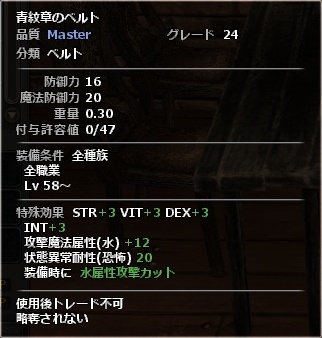 青紋章のベルト
品質 Master グレード 24
分類 ベルト
防御力 16
魔法防御力 20
重量 0.30
付与許容値 0/47
装備条件 全種族
全職業
Lv 58～
特殊効果 STR+3 VIT+3 DEX+3
INT+3
攻撃魔法属性(水) +12
状態異常耐性(恐怖) 20
装備時に 水属性攻撃カット
使用後トレード不可
略奪されない